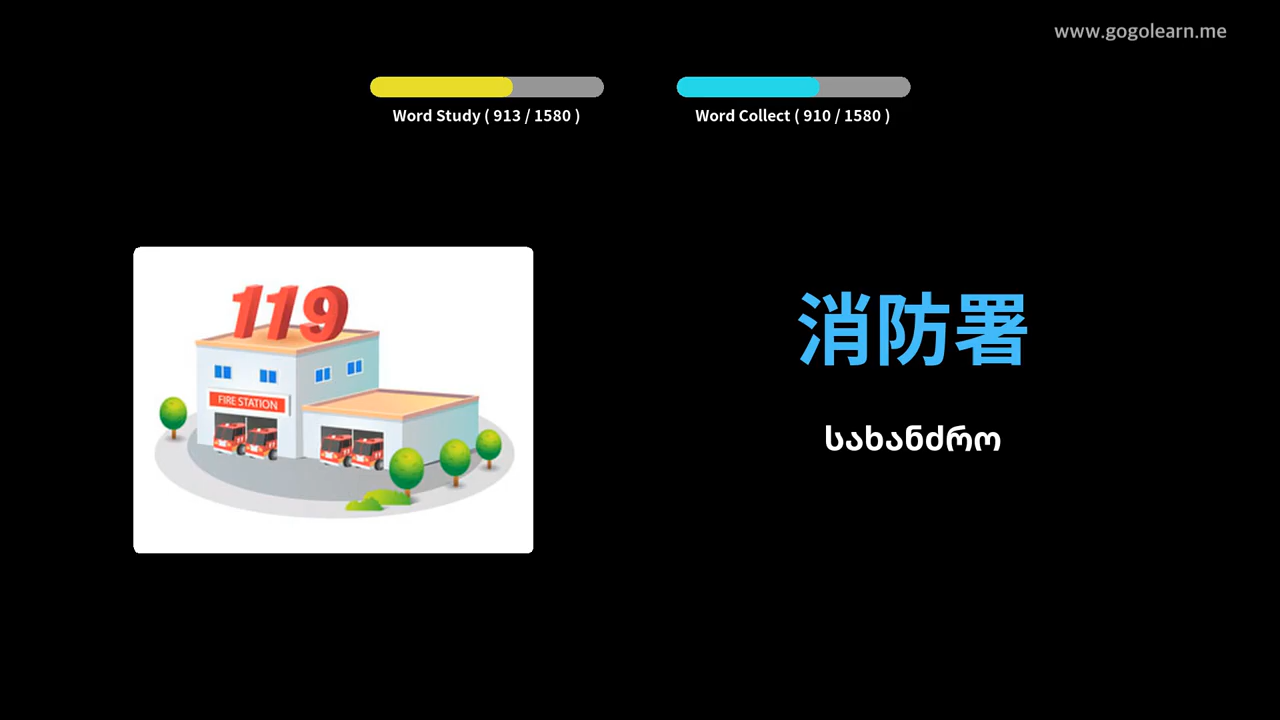 www.gogolearn.me
Word Study ( 913 / 1580 )
Word Collect ( 910 / 1580 )
119
FIRE STATION
消防署
სახანძრო